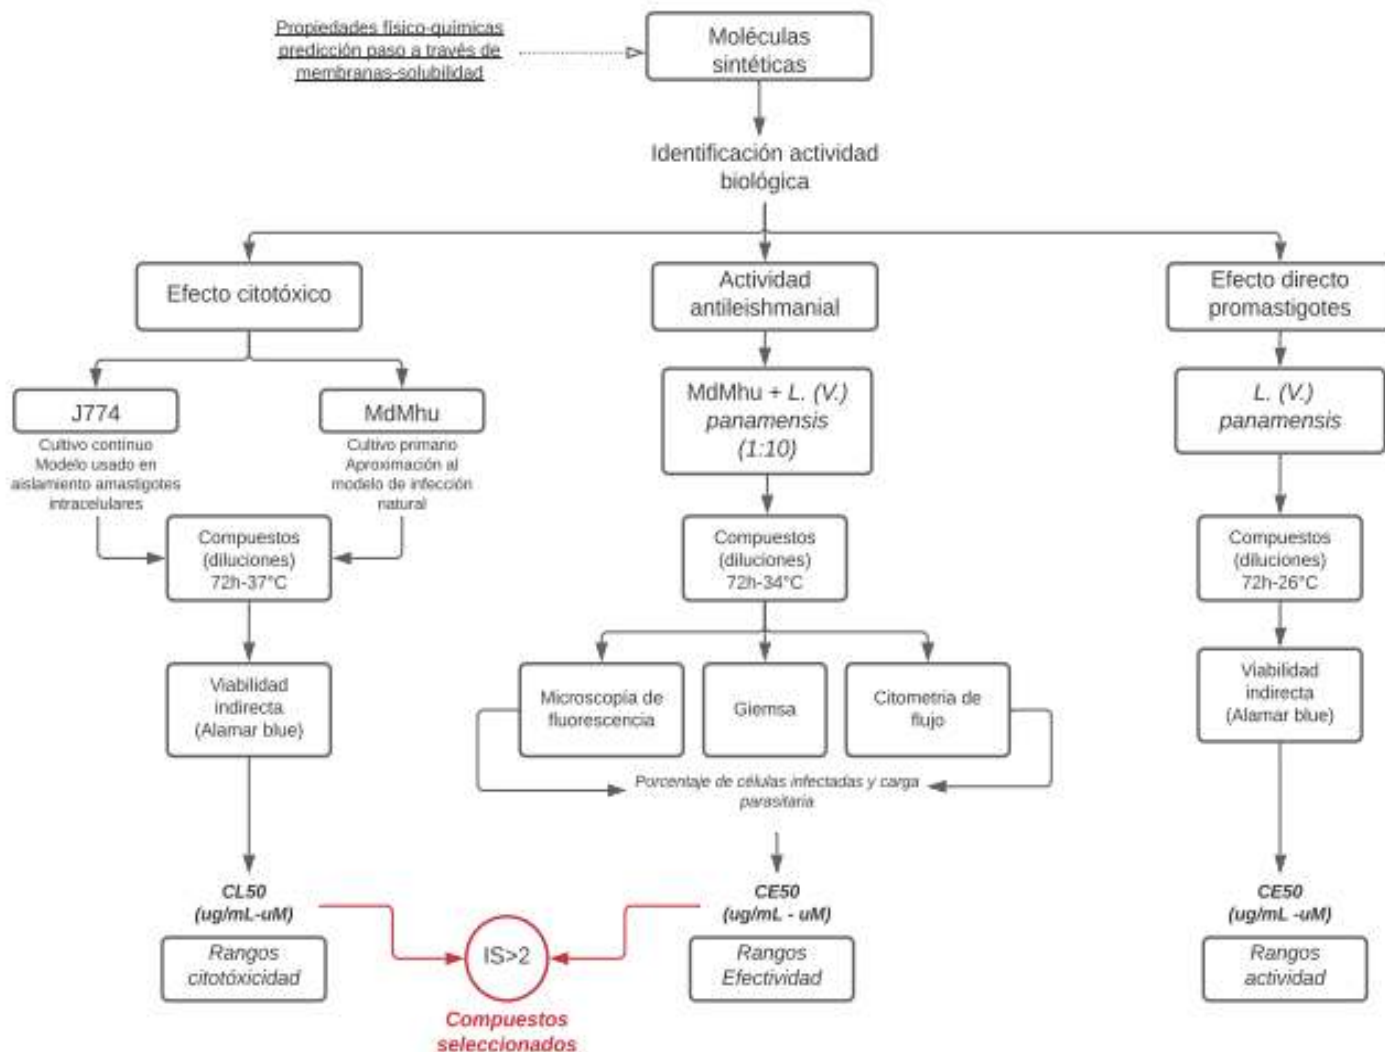 Propiedades físico-químicas
predicción paso a través de
membranas-solubilidad
Moléculas
sintéticas
Identificación actividad
biológica
Efecto citotóxico
Actividad
antileishmanial
Efecto directo
promastigotes
J774
Cultivo continuo
Modelo usado en
aislamiento amastigotes
intracelulares
MdMhu
Cultivo primario
Aproximación al
modelo de infección
natural
MdMhu + L. (V.)
panamensis
(1:10)
L. (V.)
panamensis
Compuestos
(diluciones)
72h-37°C
Compuestos
(diluciones)
72h-34°C
Compuestos
(diluciones)
72h-26°C
Viabilidad
indirecta
(Alamar blue)
Microscopía de
fluorescencia
Giemsa
Citometria de
flujo
Viabilidad
indirecta
(Alamar blue)
Porcentaje de células infectadas y carga
parasitaria
CL50
(ug/mL-uM)
Rangos
citotóxicidad
IS>2
Compuestos
seleccionados
CE50
(ug/mL - uM)
Rangos
Efectividad
CE50
(ug/mL -uM)
Rangos
actividad